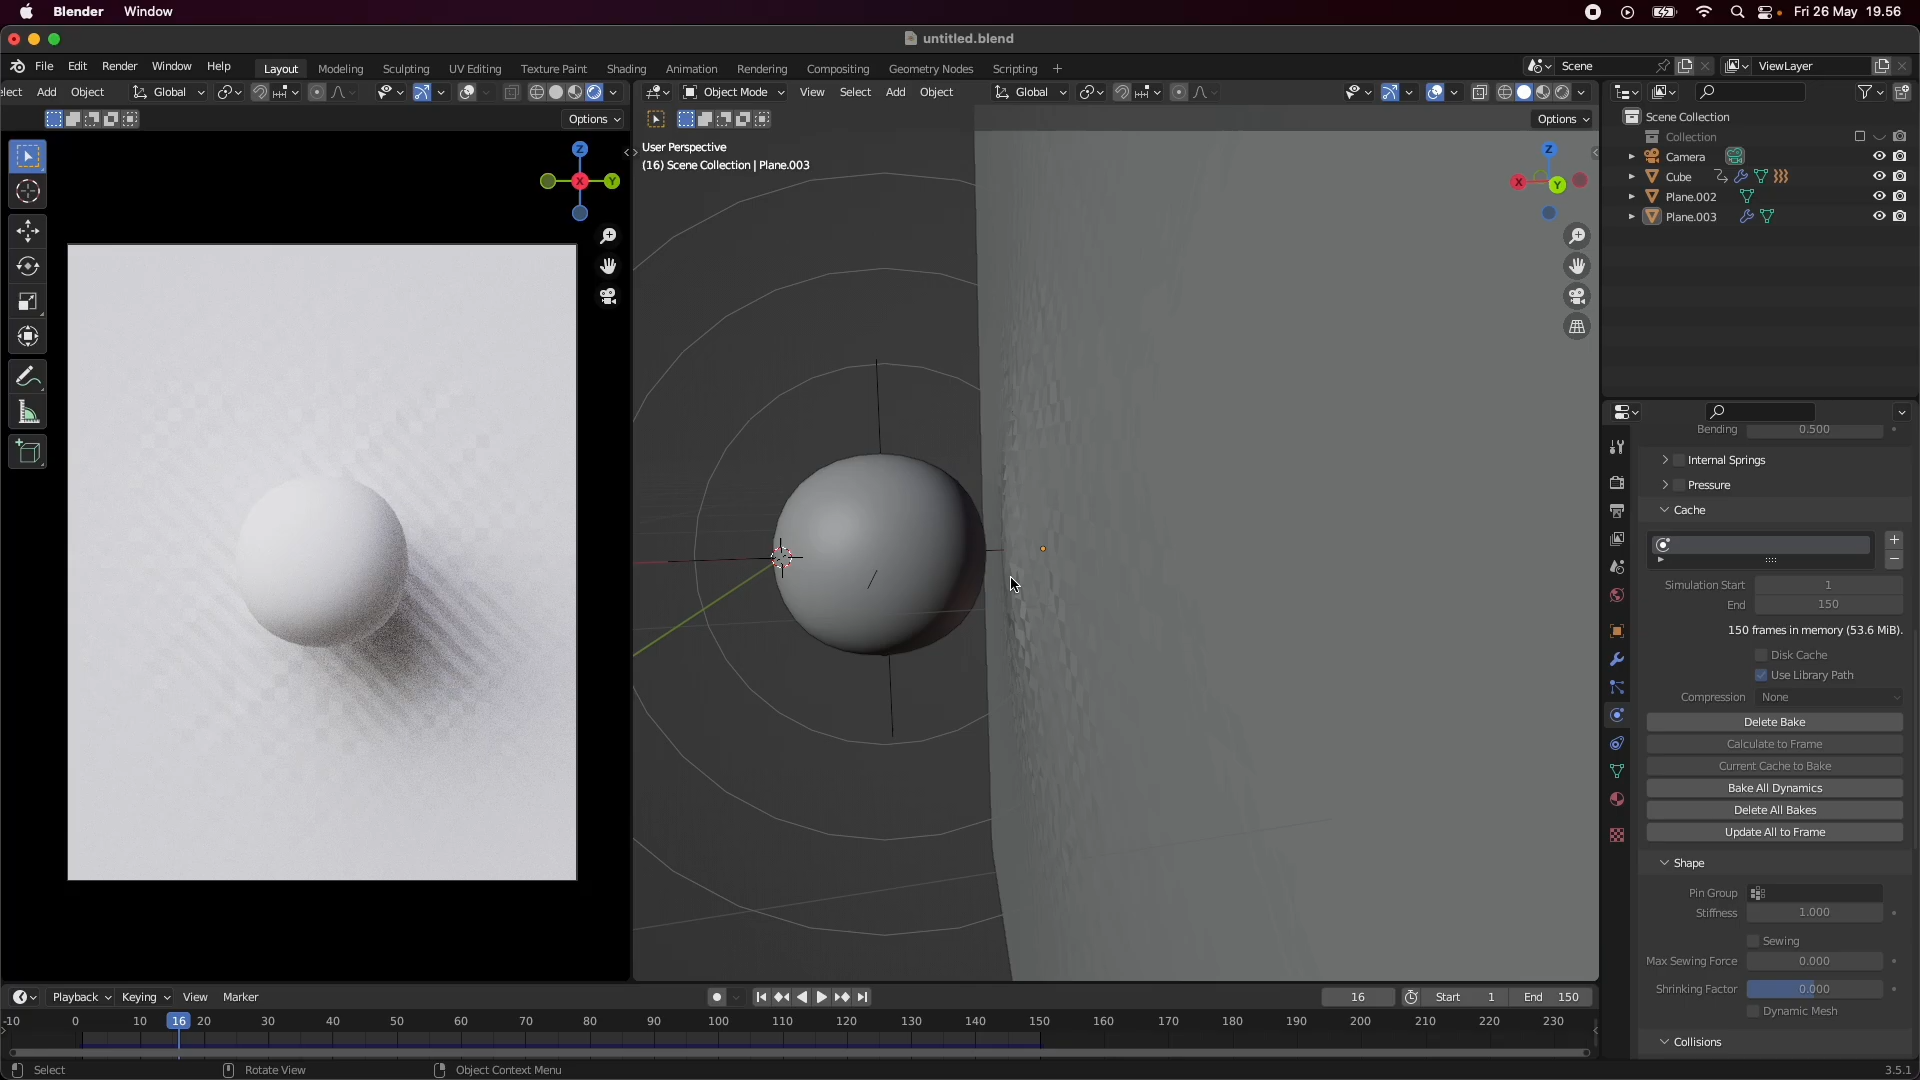 Blender Window Fri 26 May 19.56
untitled.blend
File Edit Render Window Help Layout Modeling Sculpting UV Editing Texture Paint Shading Animation Rendering Compositing Geometry Nodes Scripting + Scene ViewLayer
lect Add Object Global Object Mode View Select Add Object Global
Options Options
Scene Collection
Collection
Camera
Cube
Plane.002
Plane.003
User Perspective
(16) Scene Collection | Plane.003
Z
X
Y
Z
X
Y
Bending 0.500
Internal Springs
Pressure
Cache
Simulation Start 1
End 150
150 frames in memory (53.6 MiB).
Disk Cache
Use Library Path
Compression None
Delete Bake
Calculate to Frame
Current Cache to Bake
Bake All Dynamics
Delete All Bakes
Update All to Frame
Shape
Pin Group
Stiffness 1.000
Sewing
Max Sewing Force 0.000
Shrinking Factor 0.000
Dynamic Mesh
Collisions
Playback Keying View Marker 16 Start 1 End 150
-10 0 10 16 20 30 40 50 60 70 80 90 100 110 120 130 140 150 160 170 180 190 200 210 220 230
Select Rotate View Object Context Menu 3.5.1